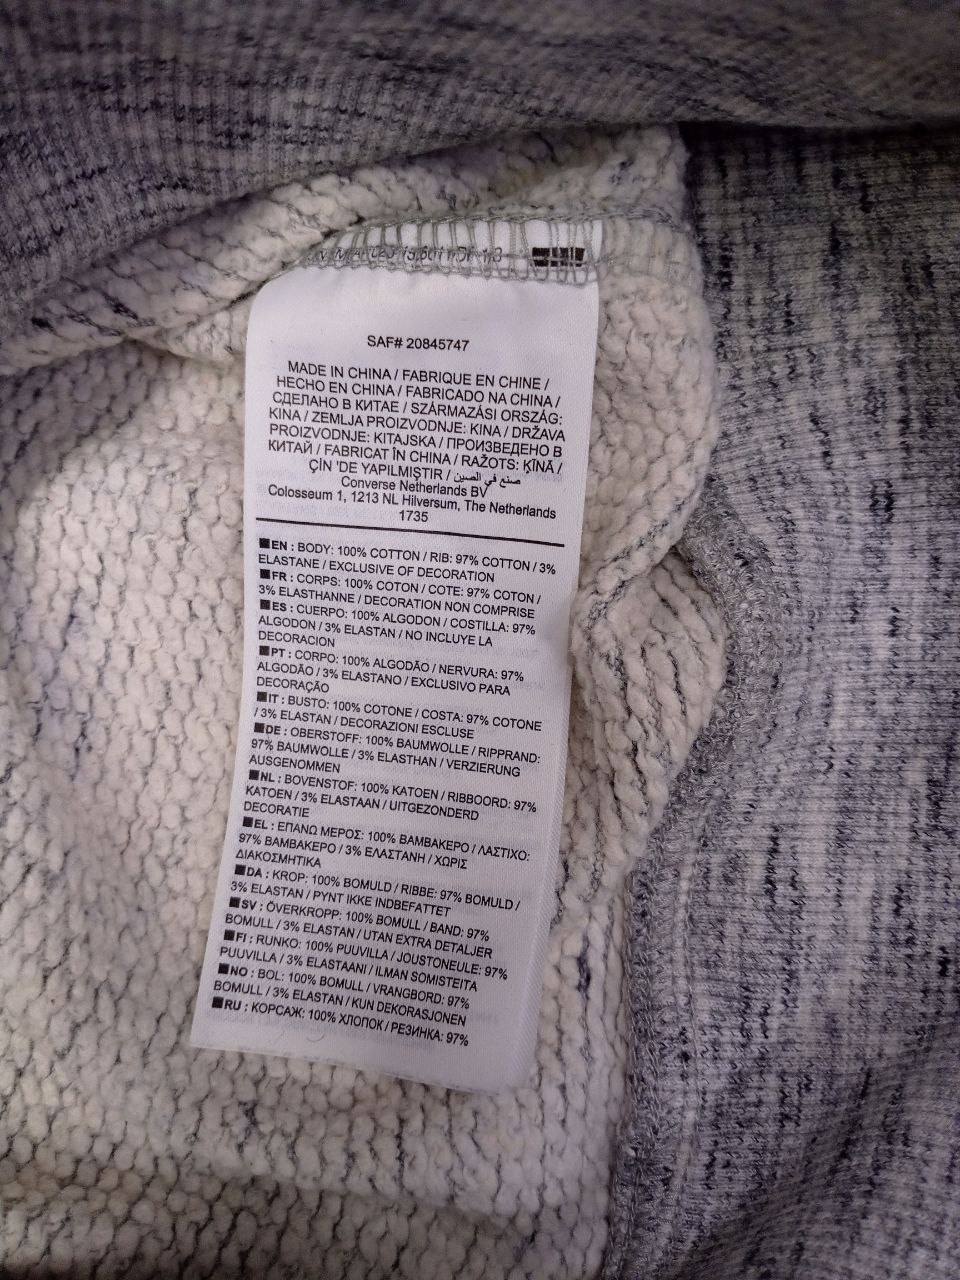 SAF# 20845747
MADE IN CHINA / FABRIQUE EN CHINE /
HECHO EN CHINA / FABRICADO NA CHINA /
СДЕЛАНО В КИТАЕ / SZÁRMAZÁSI ORSZÁG:
KINA / ZEMLJA PROIZVODNJE: KINA / DRŽAVA
PROIZVODNJE: KITAJSKA / ПРОИЗВЕДЕНО В
КИТАЙ / FABRICAT ÎN CHINA / RAŽOTS: ĶĪNĀ /
ÇİN 'DE YAPILMIŞTIR / صنع في الصين
Converse Netherlands BV
Colosseum 1, 1213 NL Hilversum, The Netherlands
1735
EN : BODY: 100% COTTON / RIB: 97% COTTON / 3%
ELASTANE / EXCLUSIVE OF DECORATION
FR : CORPS: 100% COTON / COTE: 97% COTON /
3% ELASTHANNE / DECORATION NON COMPRISE
ES : CUERPO: 100% ALGODON / COSTILLA: 97%
ALGODON / 3% ELASTAN / NO INCLUYE LA
DECORACION
PT : CORPO: 100% ALGODÃO / NERVURA: 97%
ALGODÃO / 3% ELASTANO / EXCLUSIVO PARA
DECORAÇÃO
IT : BUSTO: 100% COTONE / COSTA: 97% COTONE
/ 3% ELASTAN / DECORAZIONI ESCLUSE
DE : OBERSTOFF: 100% BAUMWOLLE / RIPPRAND:
97% BAUMWOLLE / 3% ELASTHAN / VERZIERUNG
AUSGENOMMEN
NL : BOVENSTOF: 100% KATOEN / RIBBOORD: 97%
KATOEN / 3% ELASTAAN / UITGEZONDERD
DECORATIE
EL : ΕΠΑΝΩ ΜΕΡΟΣ: 100% ΒΑΜΒΑΚΕΡΟ / ΛΑΣΤΙΧΟ:
97% ΒΑΜΒΑΚΕΡΟ / 3% ΕΛΑΣΤΑΝΗ / ΧΩΡΙΣ
ΔΙΑΚΟΣΜΗΤΙΚΑ
DA : KROP: 100% BOMULD / RIBBE: 97% BOMULD /
3% ELASTAN / PYNT IKKE INDBEFATTET
SV : ÖVERKROPP: 100% BOMULL / BAND: 97%
BOMULL / 3% ELASTAN / UTAN EXTRA DETALJER
FI : RUNKO: 100% PUUVILLA / JOUSTONEULE: 97%
PUUVILLA / 3% ELASTAANI / ILMAN SOMISTEITA
NO : BOL: 100% BOMULL / VRANGBORD: 97%
BOMULL / 3% ELASTAN / KUN DEKORASJONEN
RU : КОРСАЖ: 100% ХЛОПОК / РЕЗИНКА: 97%